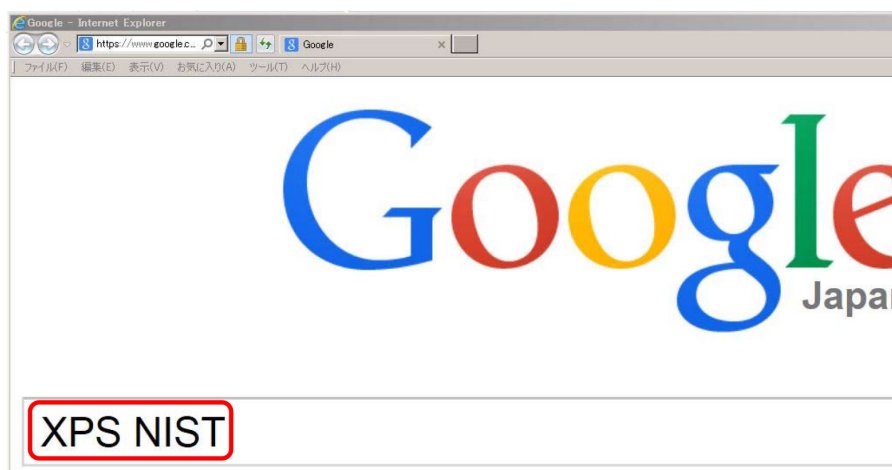 Google - Internet Explorer
https://www.google.c... Google
ファイル(F) 編集(E) 表示(V) お気に入り(A) ツール(T) ヘルプ(H)
Google
Japan
XPS NIST